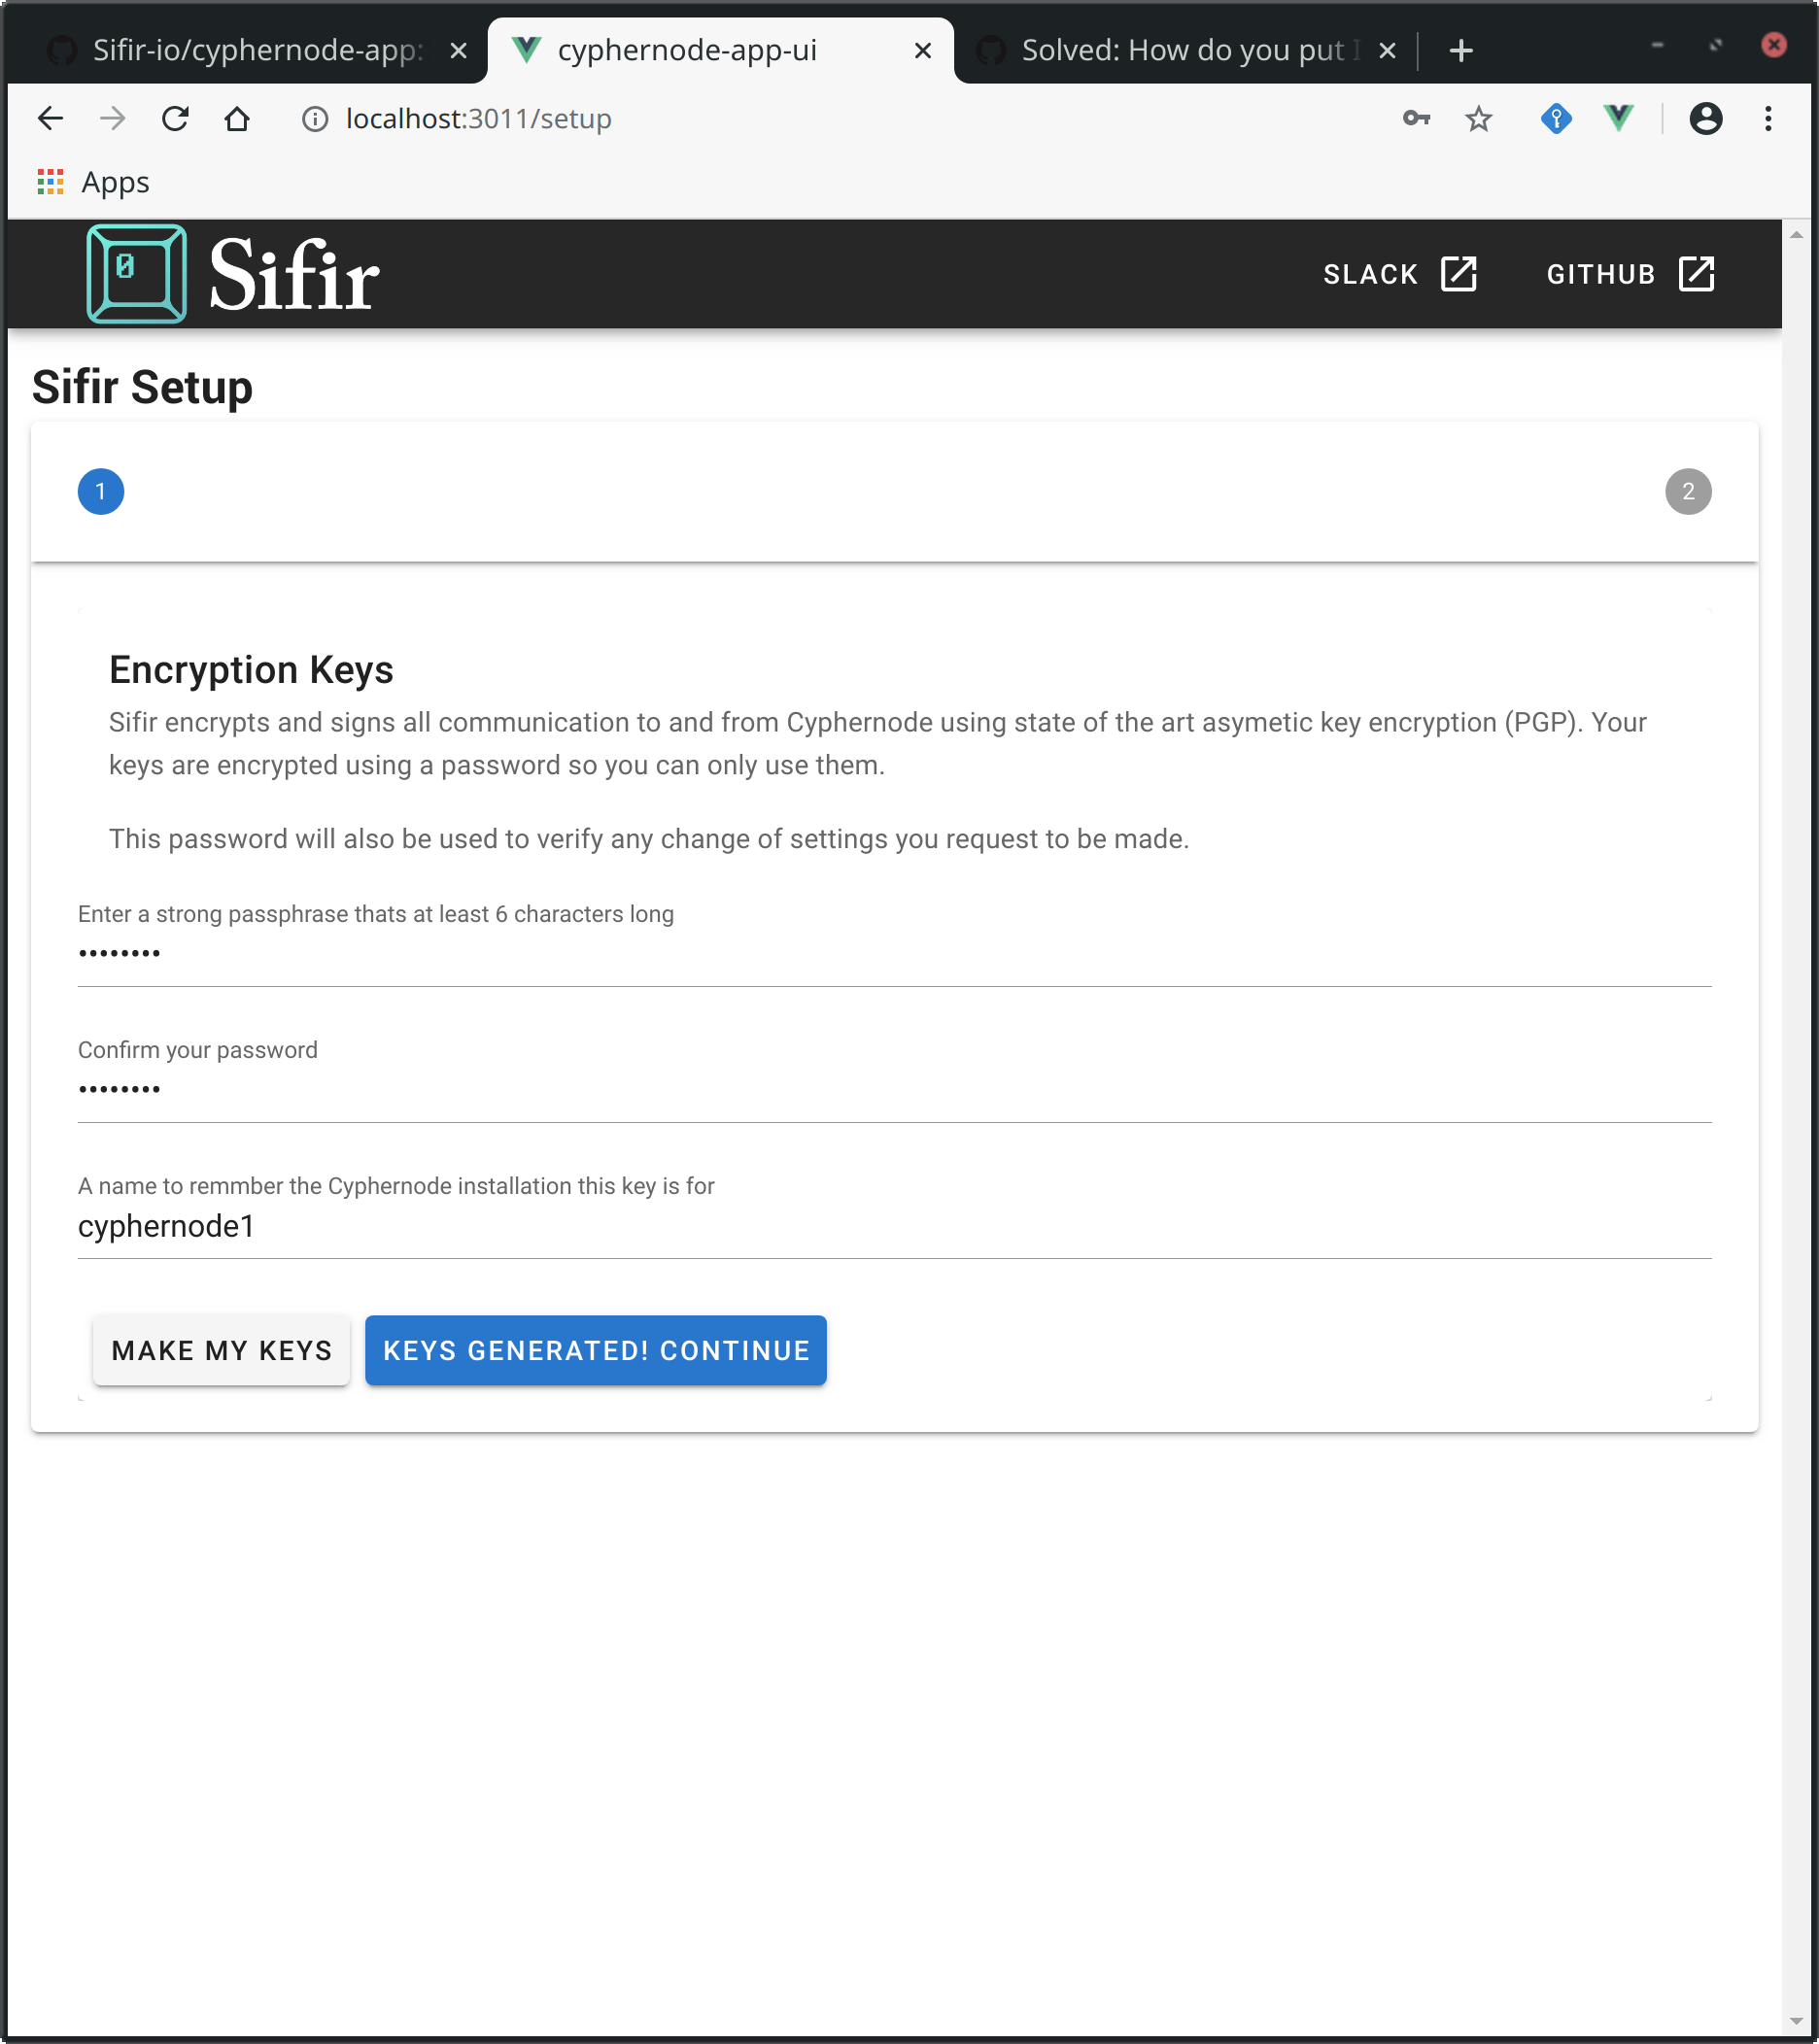 Sifir-io/cyphernode-app:
cyphernode-app-ui
Solved: How do you put I
localhost:3011/setup
Apps
0
Sifir
SLACK
GITHUB
Sifir Setup
1
2
Encryption Keys
Sifir encrypts and signs all communication to and from Cyphernode using state of the art asymetic key encryption (PGP). Your
keys are encrypted using a password so you can only use them.
This password will also be used to verify any change of settings you request to be made.
Enter a strong passphrase thats at least 6 characters long
••••••••
Confirm your password
••••••••
A name to remmber the Cyphernode installation this key is for
cyphernode1
MAKE MY KEYS
KEYS GENERATED! CONTINUE